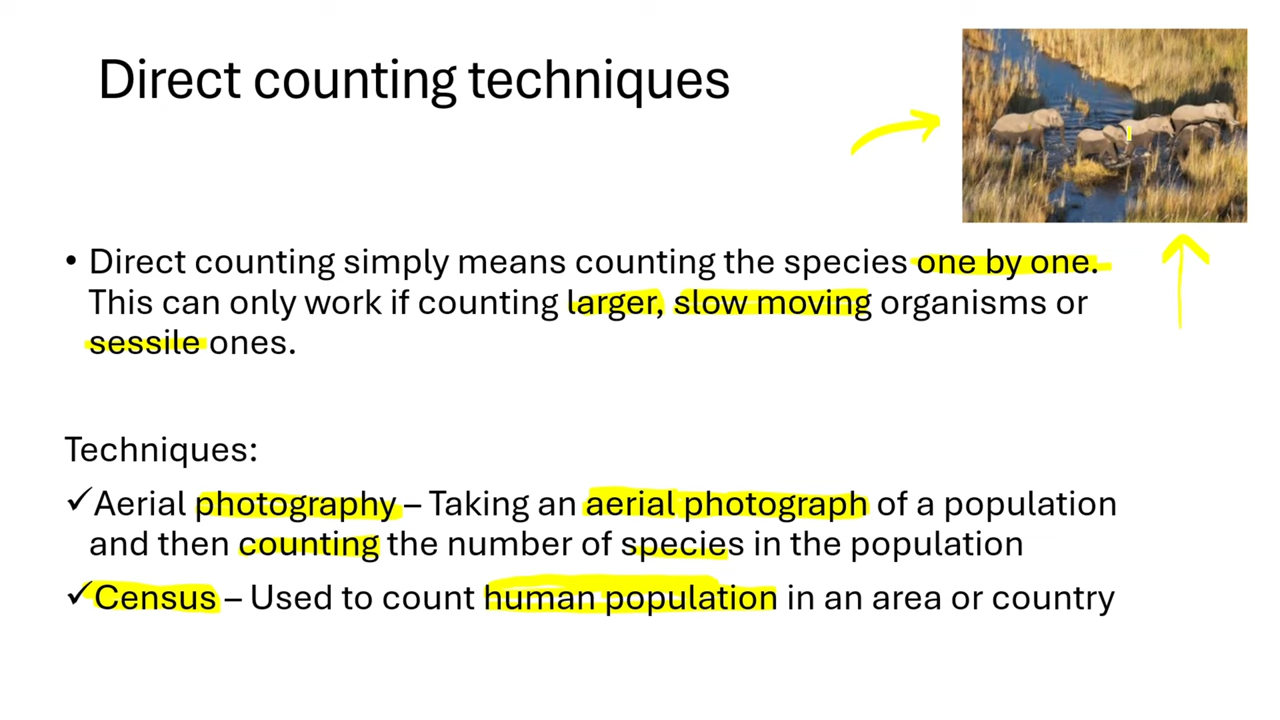 Direct counting techniques
• Direct counting simply means counting the species one by one.
This can only work if counting larger, slow moving organisms or
sessile ones.
Techniques:
✓Aerial photography – Taking an aerial photograph of a population
and then counting the number of species in the population
✓Census – Used to count human population in an area or country